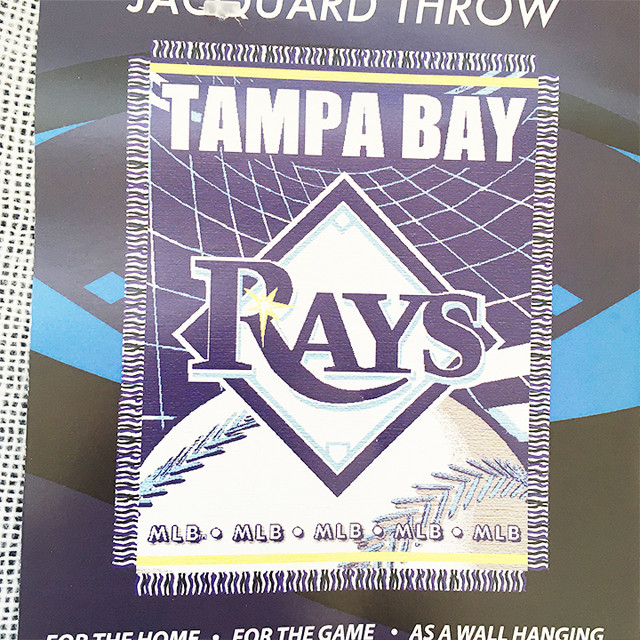 JACQUARD THROW
TAMPA BAY
RAYS
MLB • MLB • MLB • MLB • MLB
FOR THE HOME • FOR THE GAME • AS A WALL HANGING